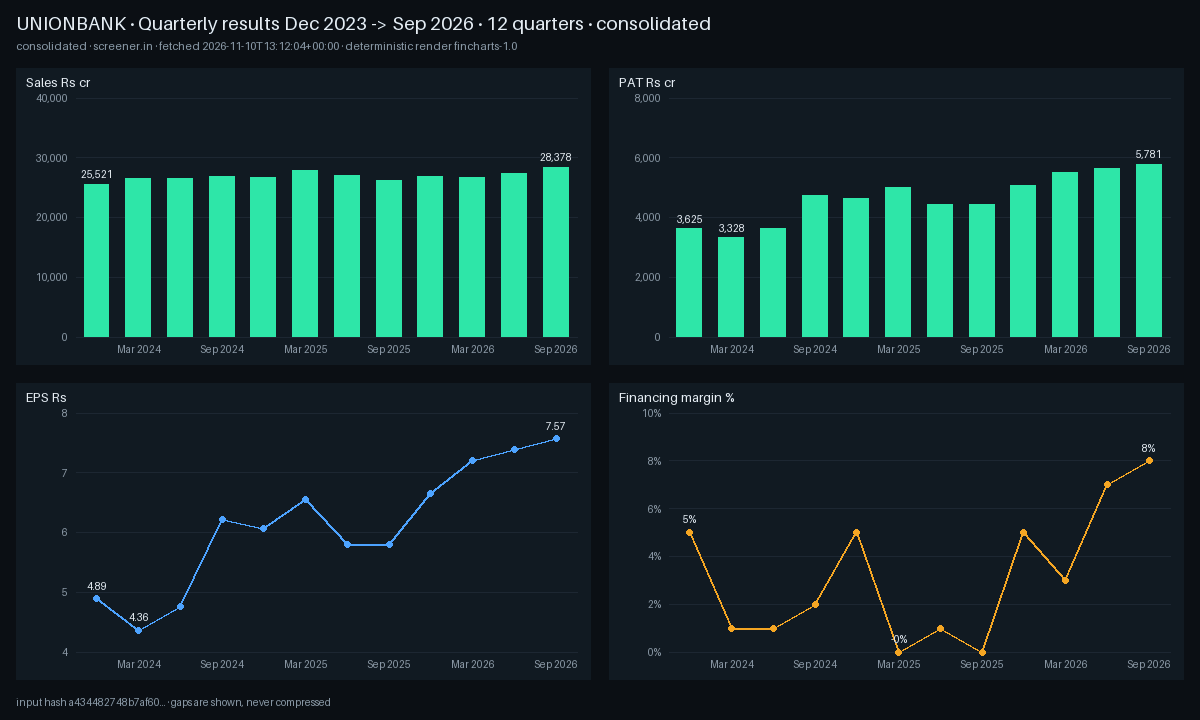 UNIONBANK · Quarterly results Dec 2023 -> Sep 2026 · 12 quarters · consolidated
consolidated · screener.in · fetched 2026-11-10T13:12:04+00:00 · deterministic render fincharts-1.0
Sales Rs cr
40,000
30,000
20,000
10,000
0
25,521
28,378
Mar 2024
Sep 2024
Mar 2025
Sep 2025
Mar 2026
Sep 2026
PAT Rs cr
8,000
6,000
4,000
2,000
0
3,625
3,328
5,781
Mar 2024
Sep 2024
Mar 2025
Sep 2025
Mar 2026
Sep 2026
EPS Rs
8
7
6
5
4
4.89
4.36
7.57
Mar 2024
Sep 2024
Mar 2025
Sep 2025
Mar 2026
Sep 2026
Financing margin %
10%
8%
6%
4%
2%
0%
5%
-0%
8%
Mar 2024
Sep 2024
Mar 2025
Sep 2025
Mar 2026
Sep 2026
input hash a434482748b7af60… · gaps are shown, never compressed